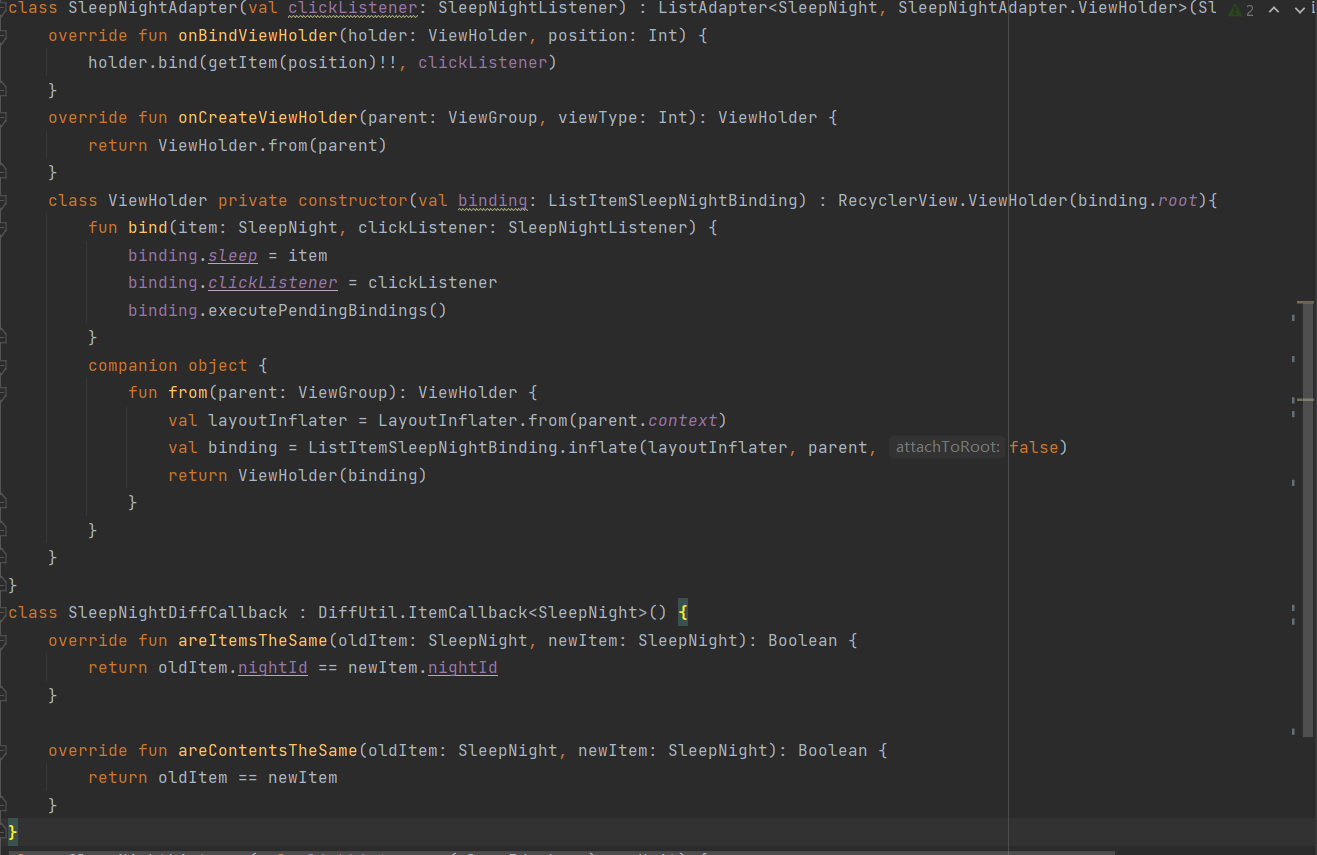 class SleepNightAdapter(val clickListener: SleepNightListener) : ListAdapter<SleepNight, SleepNightAdapter.ViewHolder>(Sl 2
    override fun onBindViewHolder(holder: ViewHolder, position: Int) {
        holder.bind(getItem(position)!!, clickListener)
    }
    override fun onCreateViewHolder(parent: ViewGroup, viewType: Int): ViewHolder {
        return ViewHolder.from(parent)
    }
    class ViewHolder private constructor(val binding: ListItemSleepNightBinding) : RecyclerView.ViewHolder(binding.root){
        fun bind(item: SleepNight, clickListener: SleepNightListener) {
            binding.sleep = item
            binding.clickListener = clickListener
            binding.executePendingBindings()
        }
        companion object {
            fun from(parent: ViewGroup): ViewHolder {
                val layoutInflater = LayoutInflater.from(parent.context)
                val binding = ListItemSleepNightBinding.inflate(layoutInflater, parent, attachToRoot: false)
                return ViewHolder(binding)
            }
        }
    }
}
class SleepNightDiffCallback : DiffUtil.ItemCallback<SleepNight>() {
    override fun areItemsTheSame(oldItem: SleepNight, newItem: SleepNight): Boolean {
        return oldItem.nightId == newItem.nightId
    }

    override fun areContentsTheSame(oldItem: SleepNight, newItem: SleepNight): Boolean {
        return oldItem == newItem
    }
}